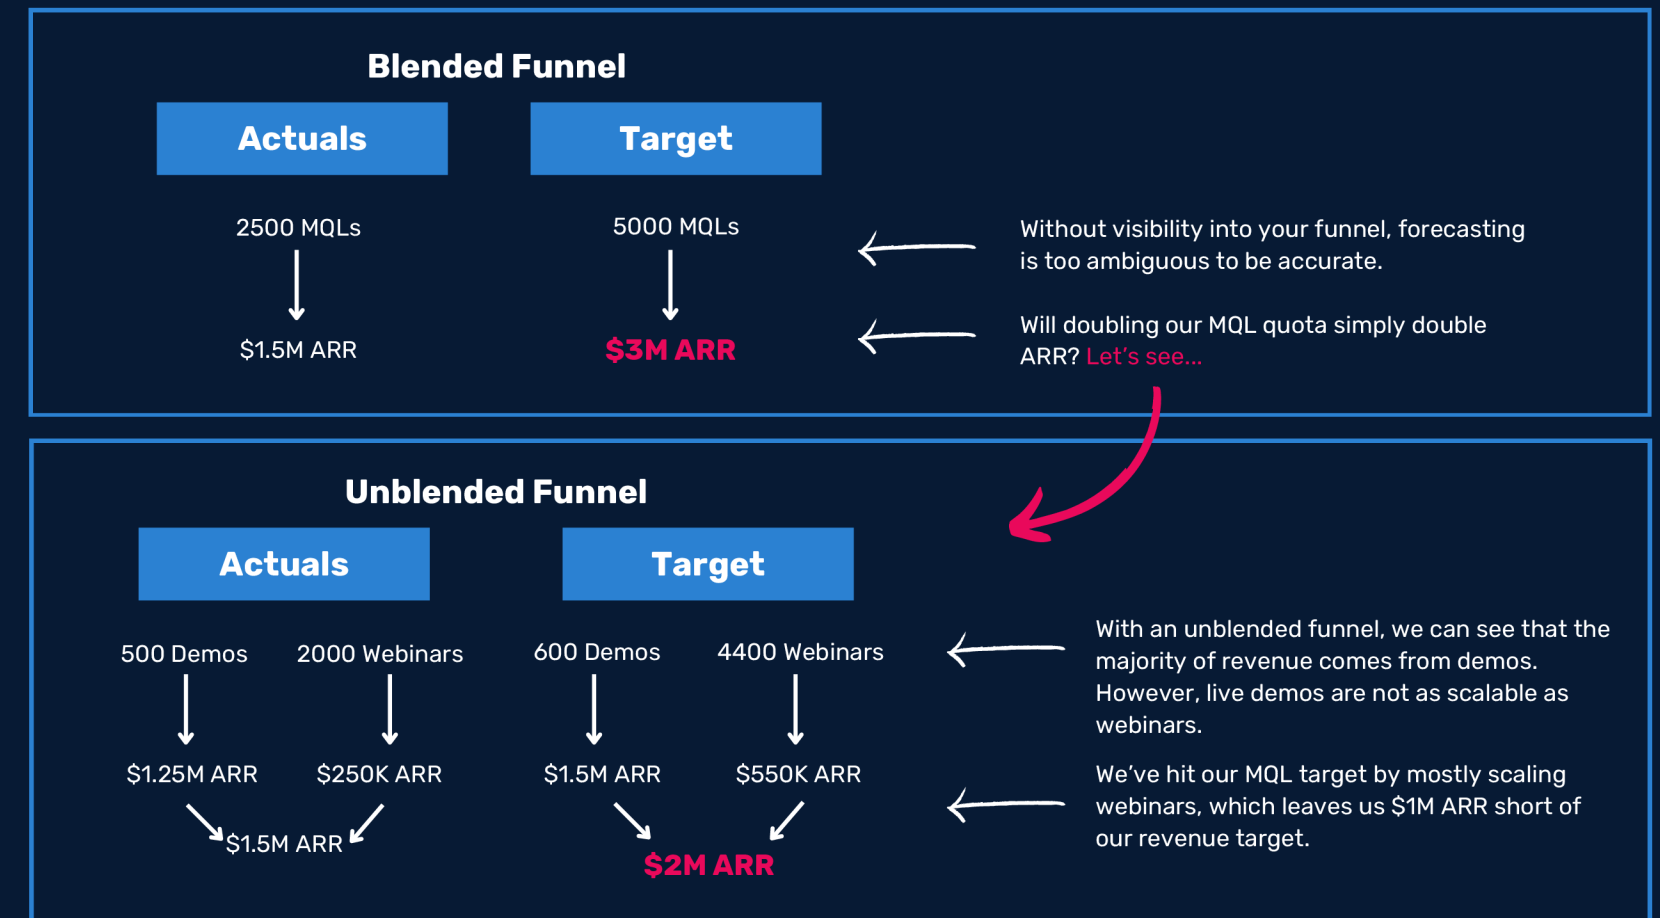 Blended Funnel
Actuals
Target
2500 MQLs
5000 MQLs
$1.5M ARR
$3M ARR
Without visibility into your funnel, forecasting
is too ambiguous to be accurate.
Will doubling our MQL quota simply double
ARR? Let's see...
Unblended Funnel
Actuals
Target
500 Demos
2000 Webinars
600 Demos
4400 Webinars
$1.25M ARR
$250K ARR
$1.5M ARR
$550K ARR
$1.5M ARR
$2M ARR
With an unblended funnel, we can see that the
majority of revenue comes from demos.
However, live demos are not as scalable as
webinars.
We've hit our MQL target by mostly scaling
webinars, which leaves us $1M ARR short of
our revenue target.